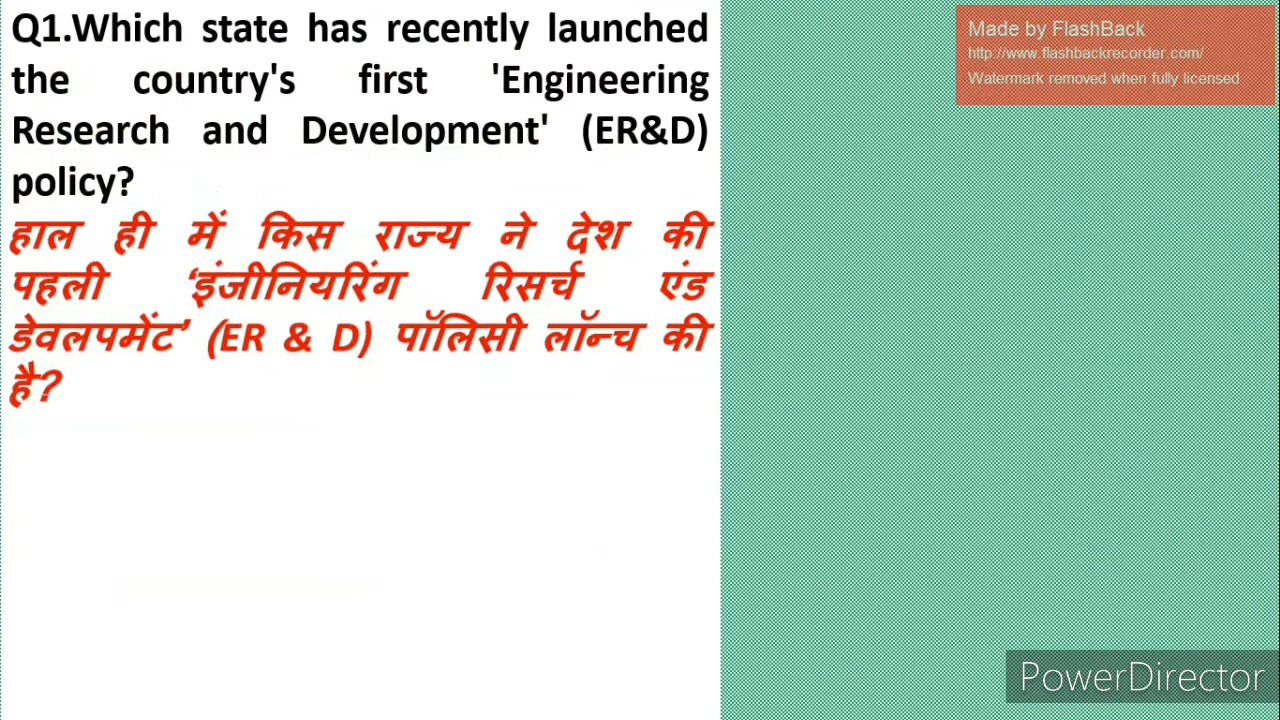 Q1.Which state has recently launched
the country's first 'Engineering
Research and Development' (ER&D)
policy?
हाल ही में किस राज्य ने देश की
पहली ‘इंजीनियरिंग रिसर्च एंड
डेवलपमेंट’ (ER & D) पॉलिसी लॉन्च की
है?
Made by FlashBack
http://www.flashbackrecorder.com/
Watermark removed when fully licensed
PowerDirector